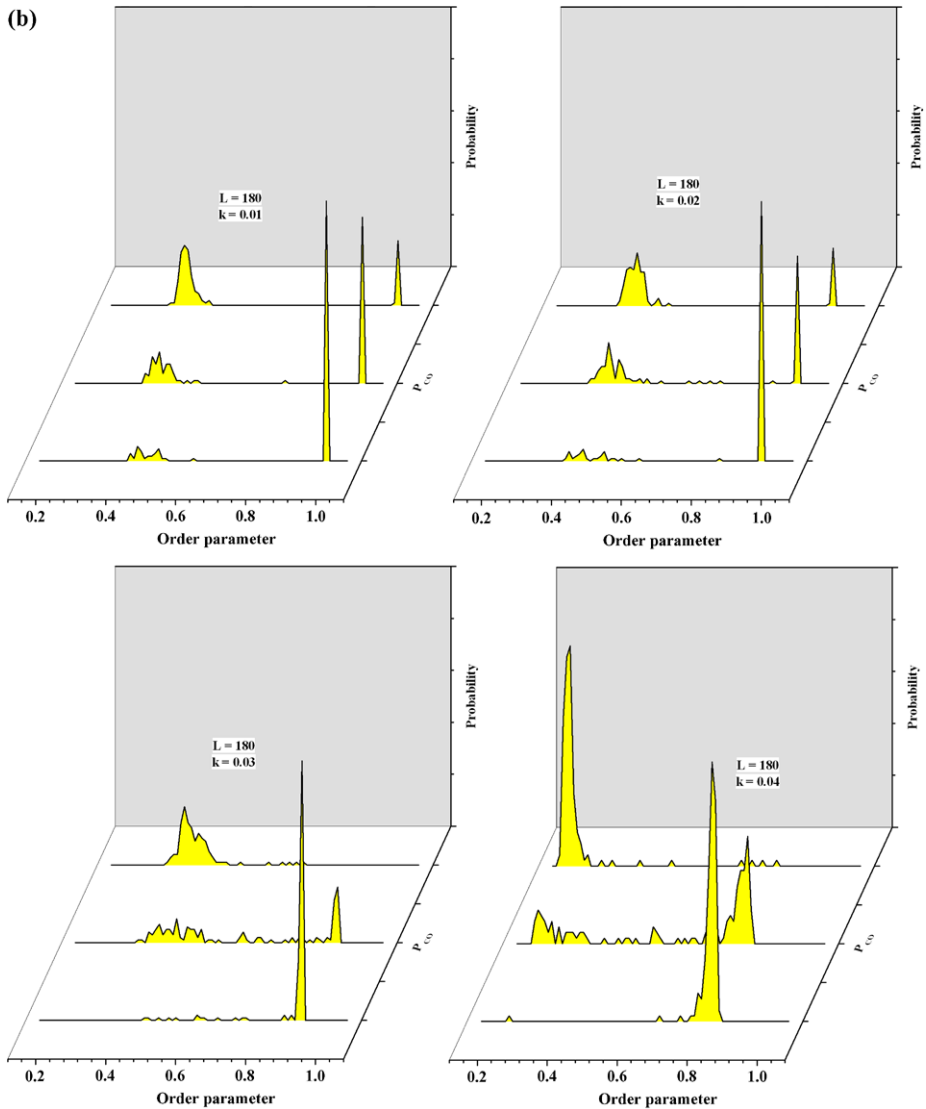 (b)
Probability
L = 180
k = 0.01
P CO
0.2 0.4 0.6 0.8 1.0
Order parameter
Probability
L = 180
k = 0.02
P CO
0.2 0.4 0.6 0.8 1.0
Order parameter
Probability
L = 180
k = 0.03
P CO
0.2 0.4 0.6 0.8 1.0
Order parameter
Probability
L = 180
k = 0.04
P CO
0.2 0.4 0.6 0.8 1.0
Order parameter